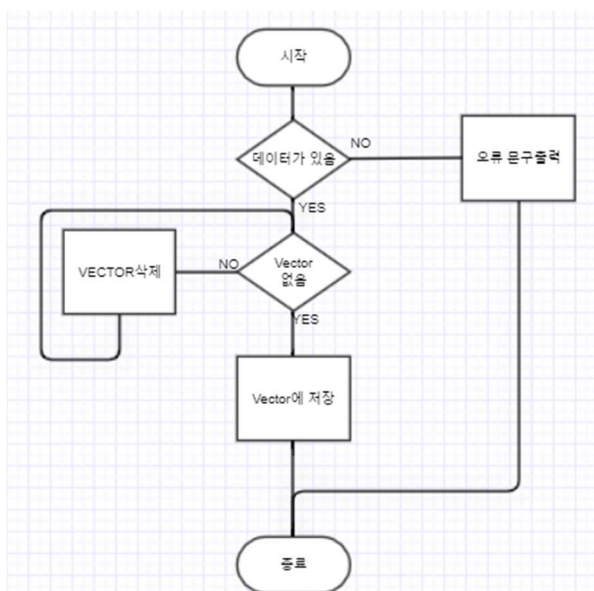 시작
데이터가 있음
NO
오류 문구출력
YES
Vector
없음
NO
VECTOR삭제
YES
Vector에 저장
종료